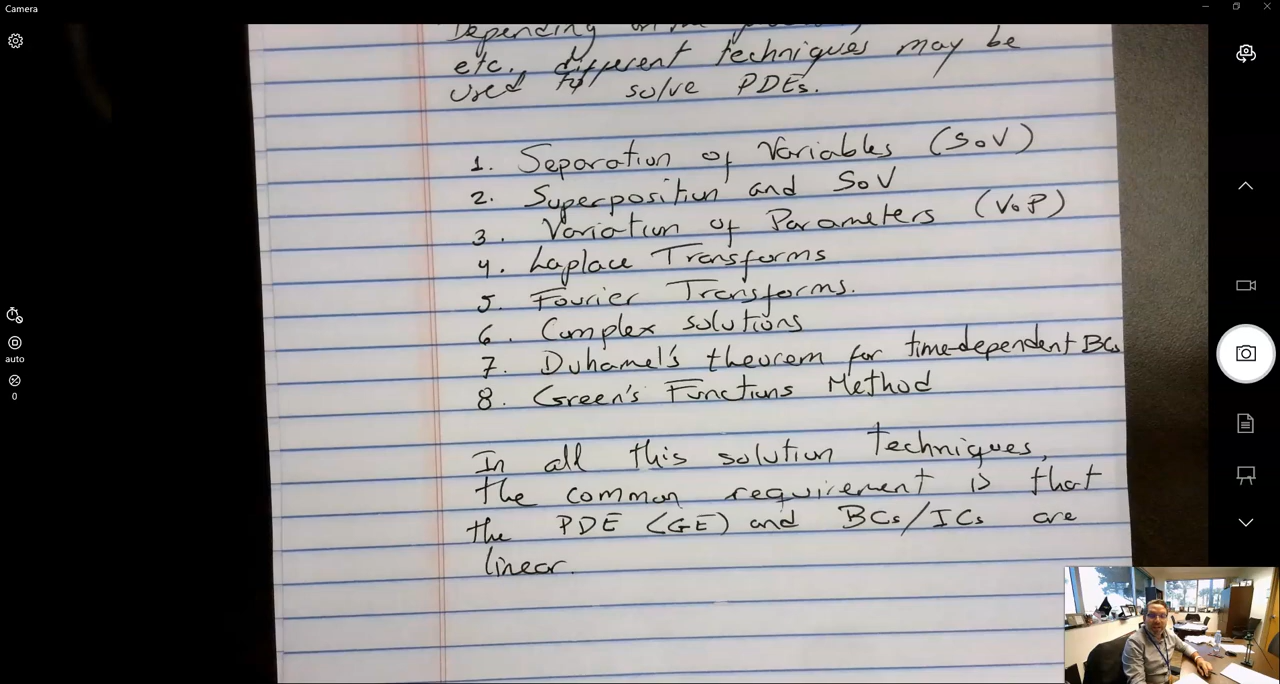 Camera
Depending on the
etc., different techniques may be
used to solve PDEs.
1. Separation of Variables (SoV)
2. Superposition and SoV
3. Variation of Parameters (VoP)
4. Laplace Transforms
5. Fourier Transforms.
6. Complex solutions
7. Duhamel's theorem for time-dependent BCs
8. Green's Functions Method
auto
0
In all this solution techniques,
the common requirement is that
the PDE (GE) and BCs/ICs are
linear.